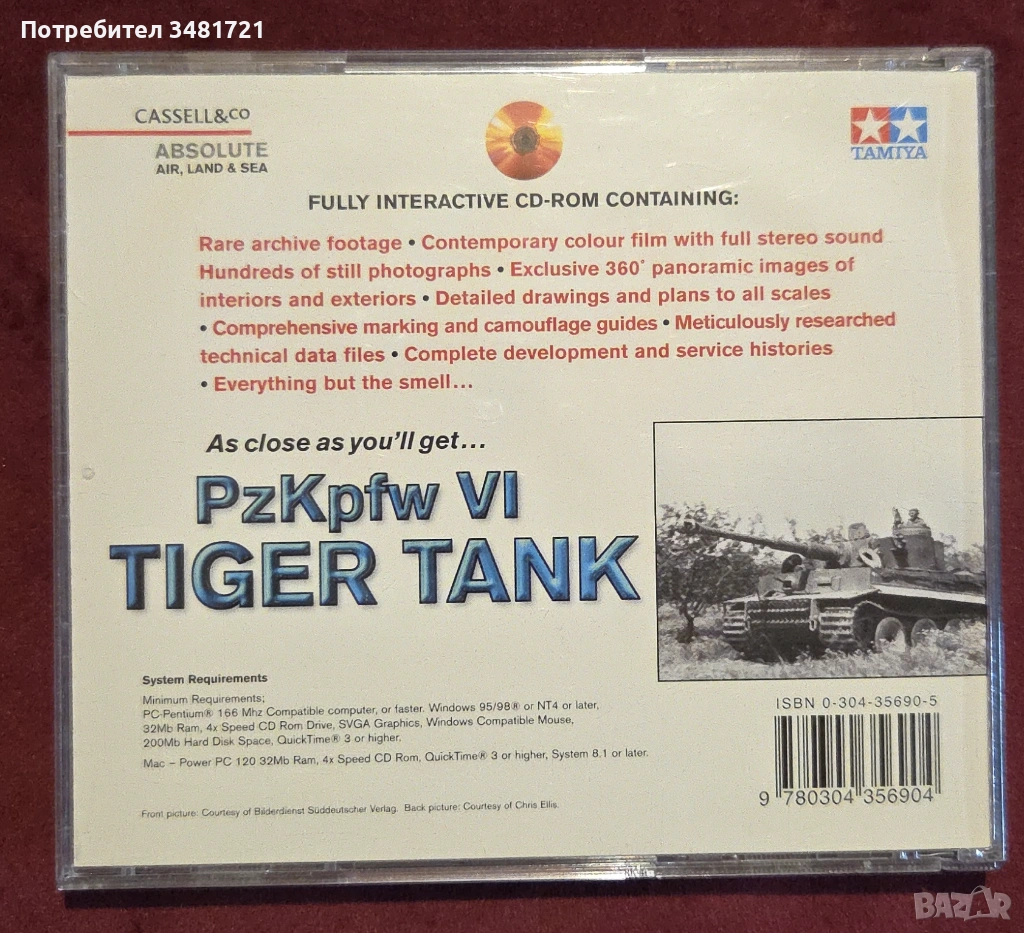 Потребител 3481721
CASSELL&CO
ABSOLUTE
AIR, LAND & SEA
TAMIYA
FULLY INTERACTIVE CD-ROM CONTAINING:
Rare archive footage • Contemporary colour film with full stereo sound
Hundreds of still photographs • Exclusive 360° panoramic images of
interiors and exteriors • Detailed drawings and plans to all scales
• Comprehensive marking and camouflage guides • Meticulously researched
technical data files • Complete development and service histories
• Everything but the smell...
As close as you'll get...
PzKpfw VI
TIGER TANK
System Requirements
Minimum Requirements;
PC-Pentium® 166 Mhz Compatible computer, or faster. Windows 95/98® or NT4 or later,
32Mb Ram, 4x Speed CD Rom Drive, SVGA Graphics, Windows Compatible Mouse,
200Mb Hard Disk Space, QuickTime® 3 or higher.
Mac – Power PC 120 32Mb Ram, 4x Speed CD Rom, QuickTime® 3 or higher, System 8.1 or later.
Front picture: Courtesy of Bilderdienst Süddeutscher Verlag. Back picture: Courtesy of Chris Ellis.
ISBN 0-304-35690-5
9 780304 356904
BAZAR